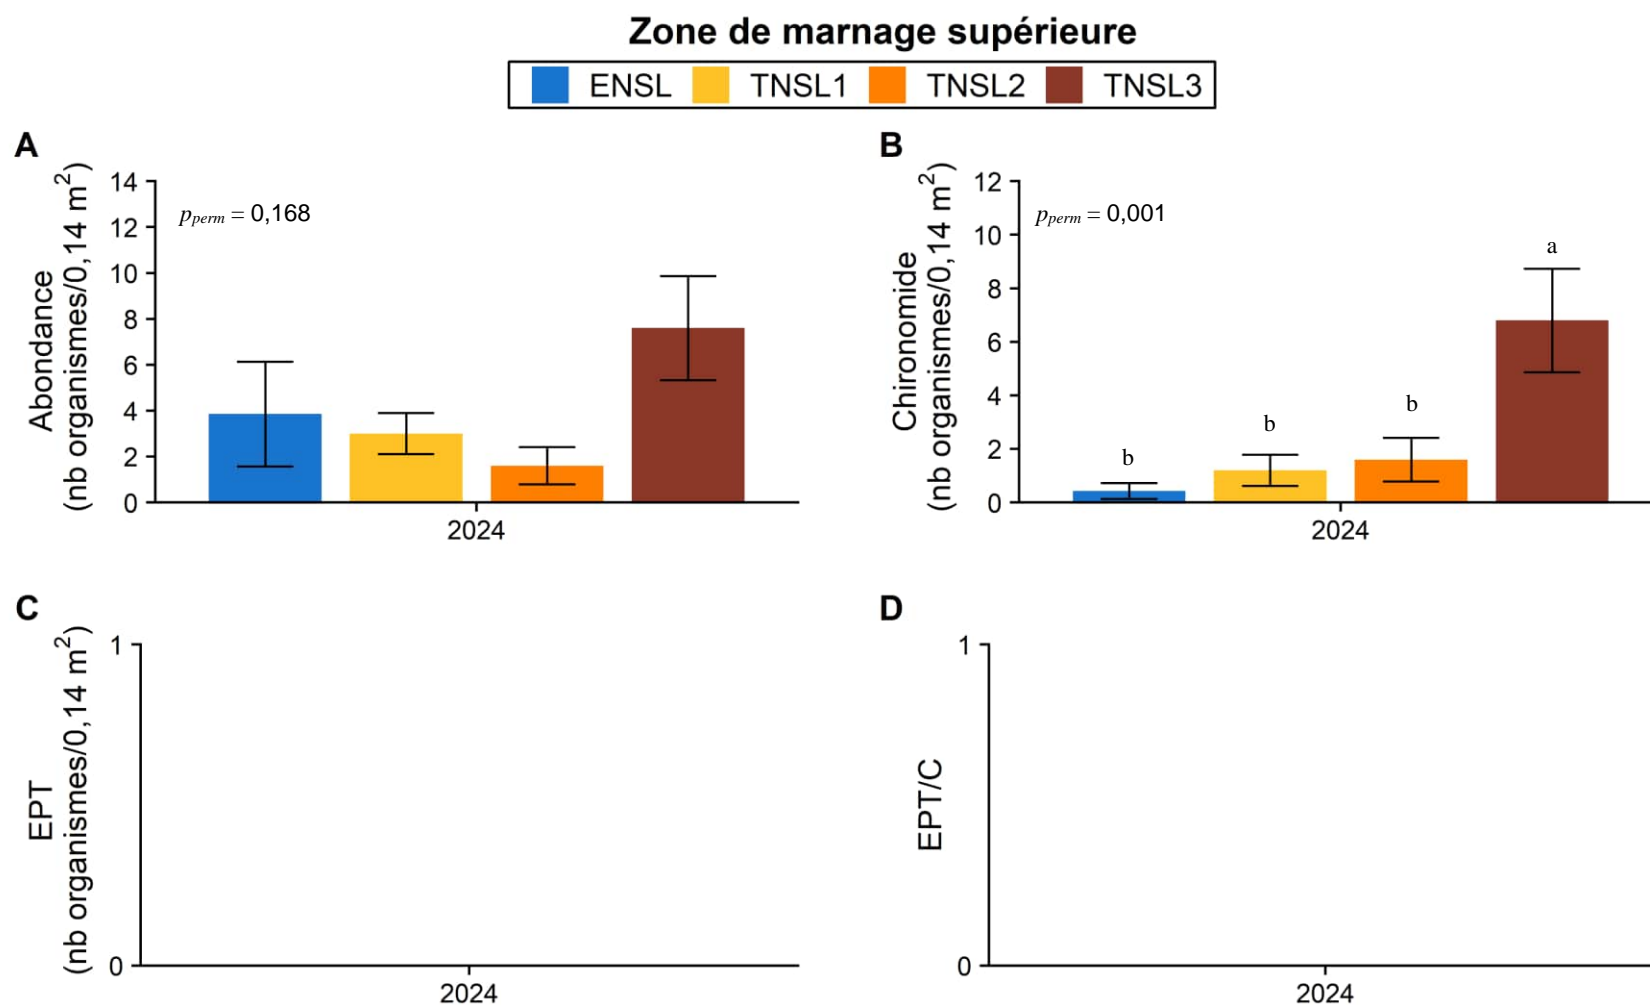 Zone de marnage supérieure
ENSL TNSL1 TNSL2 TNSL3
A
Abondance
(nb organismes/0,14 m²)
14
12
10
8
6
4
2
0
pperm = 0,168
2024
B
Chironomide
(nb organismes/0,14 m²)
12
10
8
6
4
2
0
pperm = 0,001
b
b
b
a
2024
C
EPT
(nb organismes/0,14 m²)
1
0
2024
D
EPT/C
1
0
2024